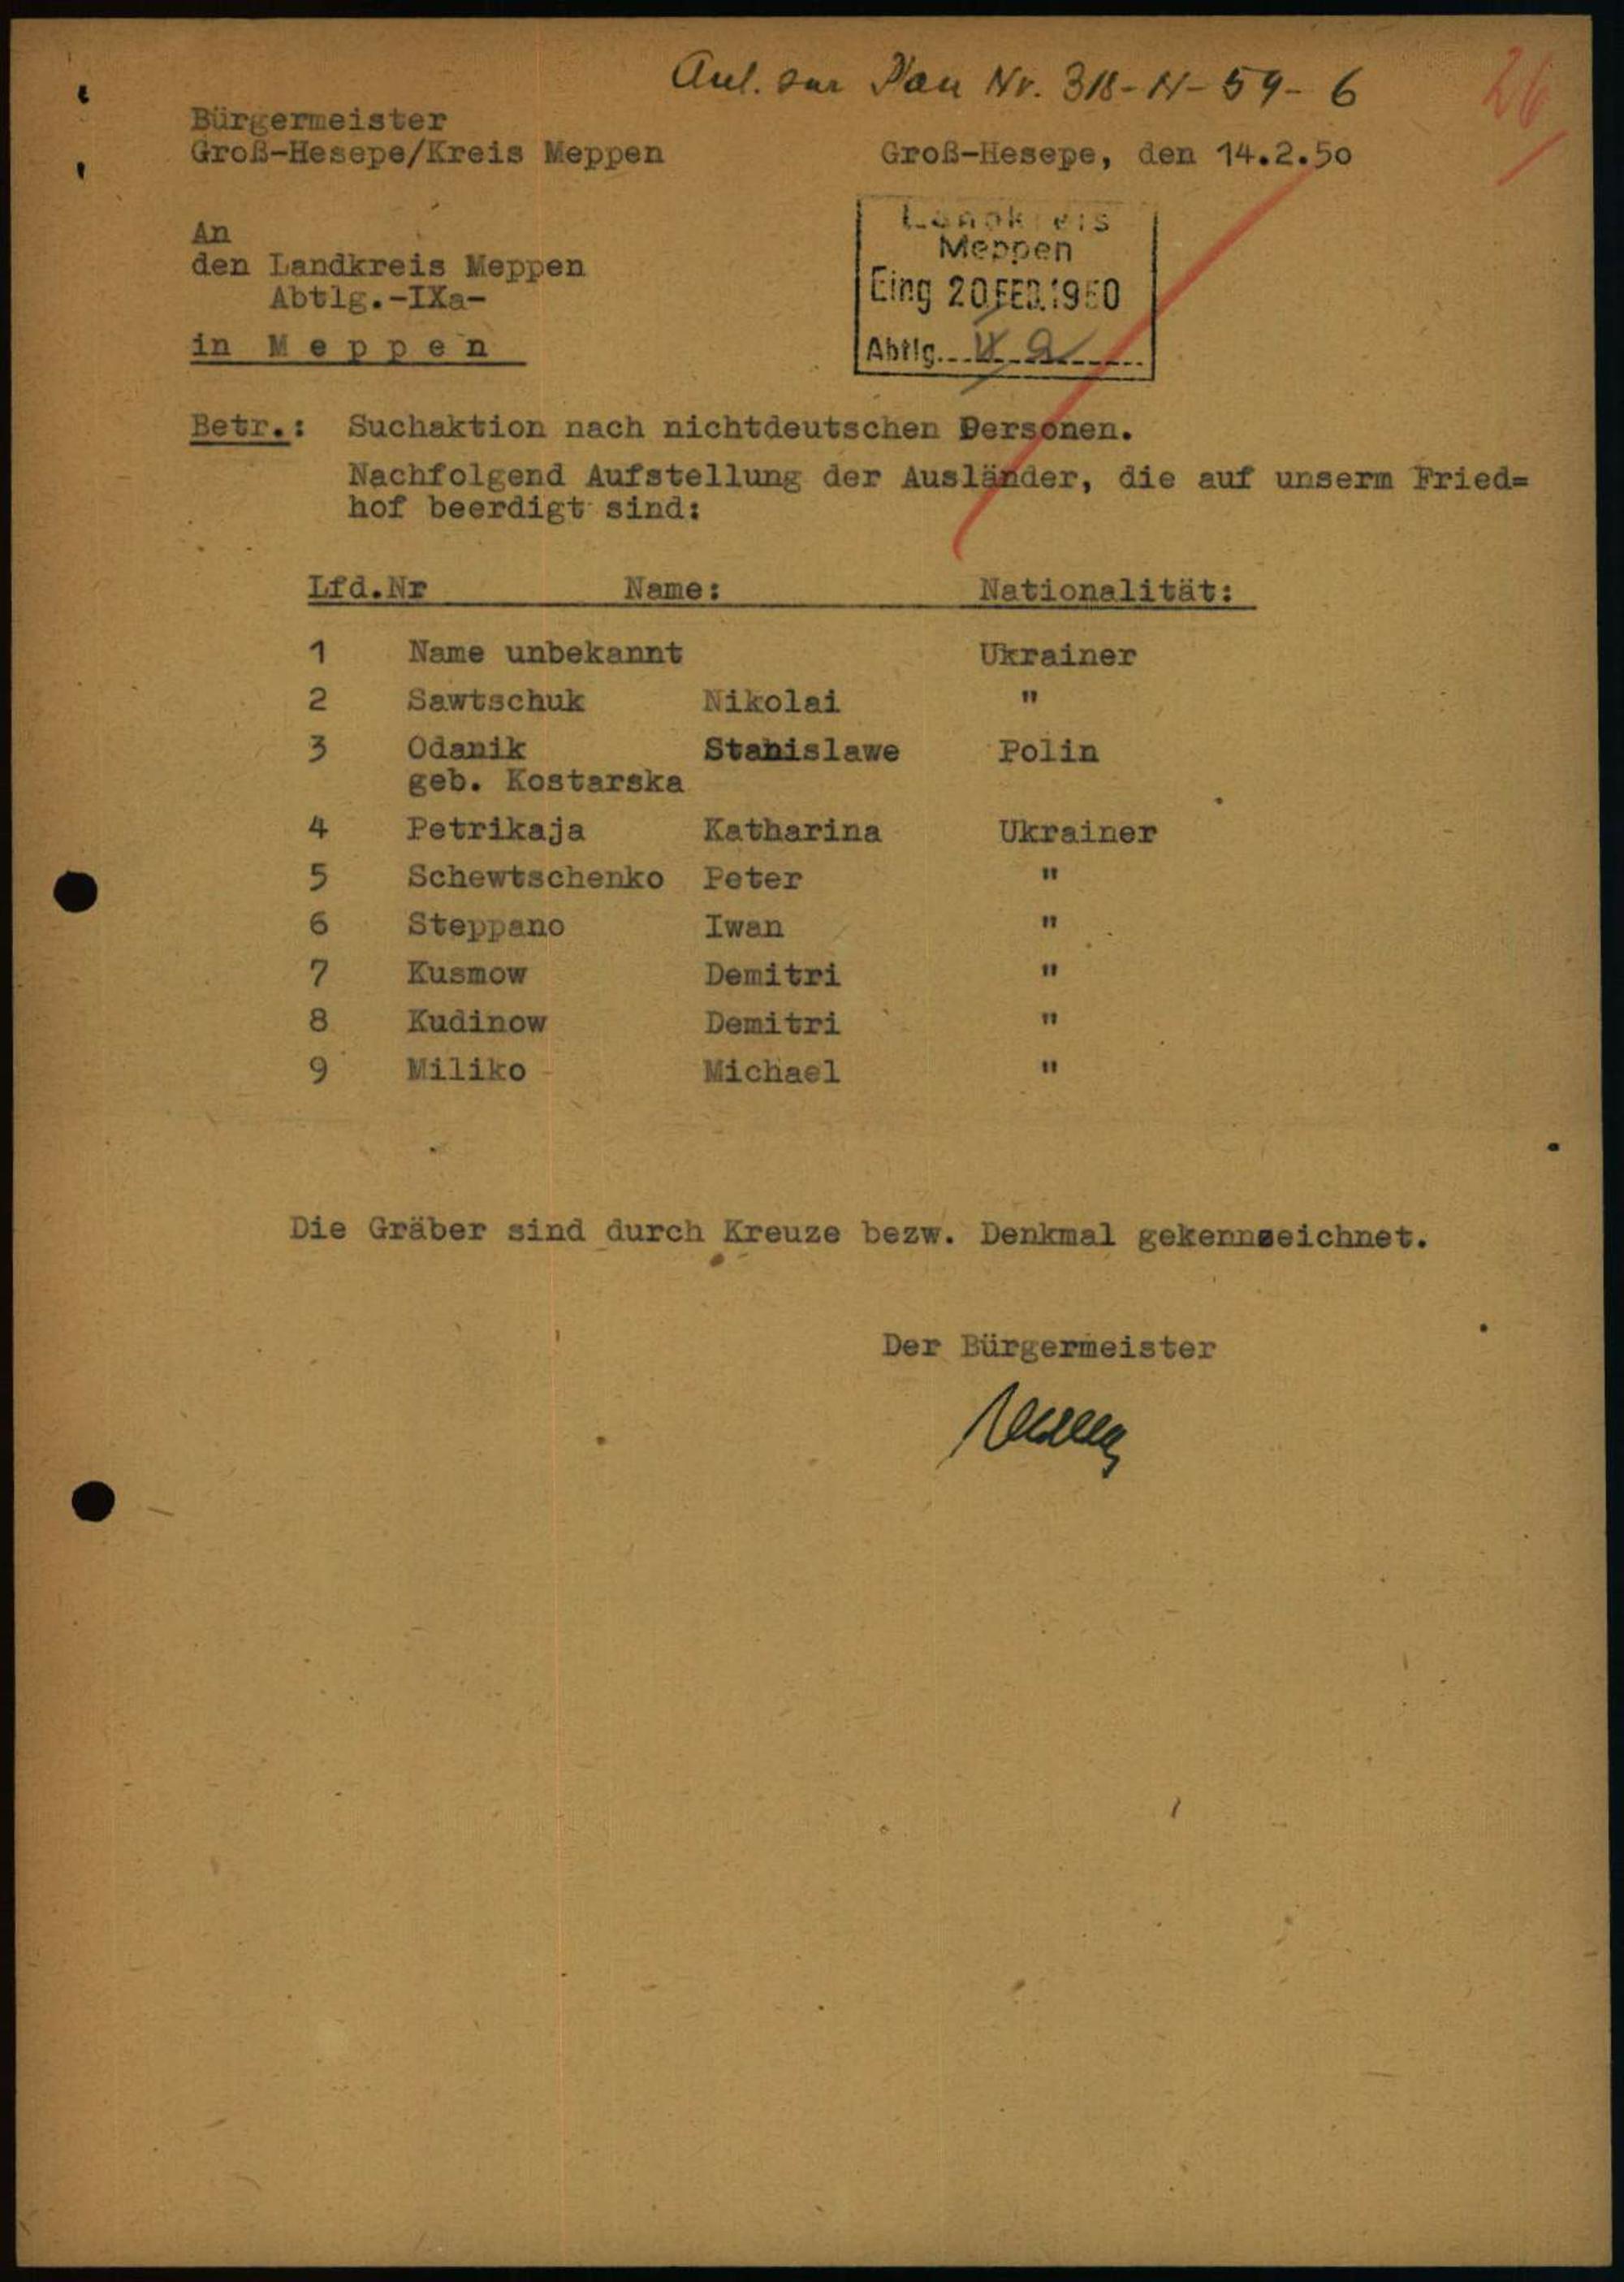 Anl. zur Plan Nr. 318-N-59-6
26
Bürgermeister
Groß-Hesepe/Kreis Meppen
Groß-Hesepe, den 14.2.50
Landkreis
Meppen
Eing 20.FEB.1950
Abtlg.
An
den Landkreis Meppen
Abtlg.-IXa-
in M e p p e n
Betr.: Suchaktion nach nichtdeutschen Personen.
Nachfolgend Aufstellung der Ausländer, die auf unserm Fried=
hof beerdigt sind:
Lfd.Nr Name: Nationalität:
1 Name unbekannt Ukrainer
2 Sawtschuk Nikolai "
3 Odanik Stanislawe Polin
geb. Kostarska
4 Petrikaja Katharina Ukrainer
5 Schewtschenko Peter "
6 Steppano Iwan "
7 Kusmow Demitri "
8 Kudinow Demitri "
9 Miliko Michael "
Die Gräber sind durch Kreuze bezw. Denkmal gekennzeichnet.
Der Bürgermeister